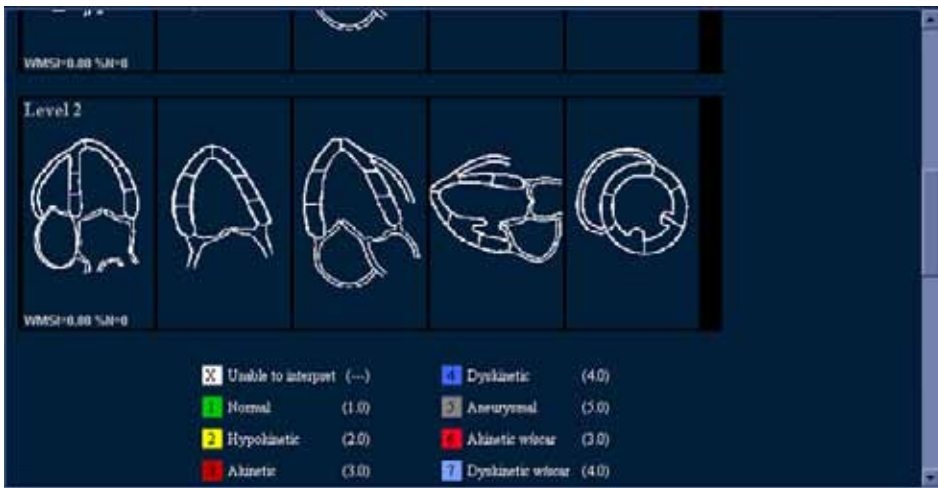 WMSI=0.00 %N=0
Level 2
WMSI=0.00 %N=0
X Unable to interpret (---)
1 Normal (1.0)
2 Hypokinetic (2.0)
3 Akinetic (3.0)
4 Dyskinetic (4.0)
5 Aneurysmal (5.0)
6 Akinetic w/scar (3.0)
7 Dyskinetic w/scar (4.0)